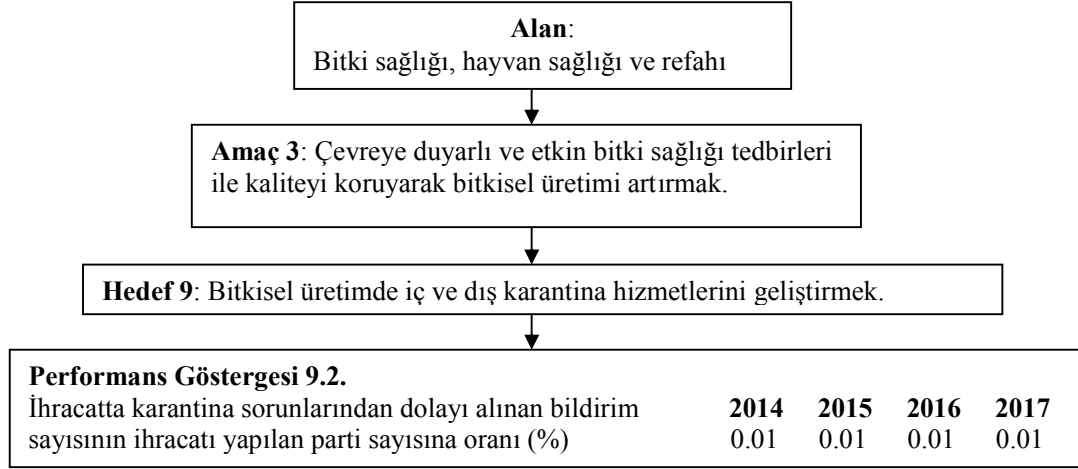 Alan:
Bitki sağlığı, hayvan sağlığı ve refahı
Amaç 3: Çevreye duyarlı ve etkin bitki sağlığı tedbirleri
ile kaliteyi koruyarak bitkisel üretimi artırmak.
Hedef 9: Bitkisel üretimde iç ve dış karantina hizmetlerini geliştirmek.
Performans Göstergesi 9.2.
İhracatta karantina sorunlarından dolayı alınan bildirim 2014 2015 2016 2017
sayısının ihracatı yapılan parti sayısına oranı (%) 0.01 0.01 0.01 0.01